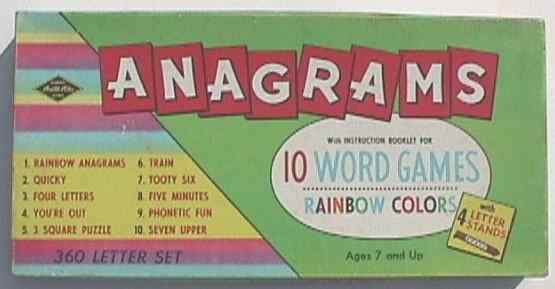 ANAGRAMS
With INSTRUCTION BOOKLET FOR
10 WORD GAMES
RAINBOW COLORS
1. RAINBOW ANAGRAMS
2. QUICKY
3. FOUR LETTERS
4. YOU'RE OUT
5. 3 SQUARE PUZZLE
6. TRAIN
7. TOOTY SIX
8. FIVE MINUTES
9. PHONETIC FUN
10. SEVEN UPPER
with
4 LETTER
STANDS
360 LETTER SET
Ages 7 and Up